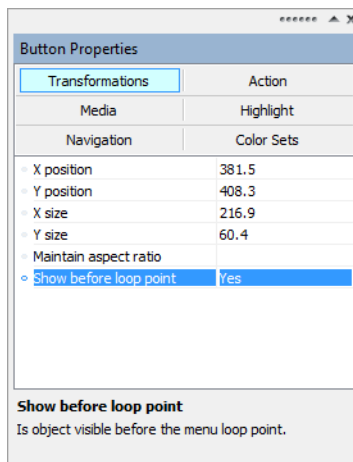 Button Properties
Transformations Action
Media Highlight
Navigation Color Sets
X position 381.5
Y position 408.3
X size 216.9
Y size 60.4
Maintain aspect ratio
Show before loop point Yes
Show before loop point
Is object visible before the menu loop point.